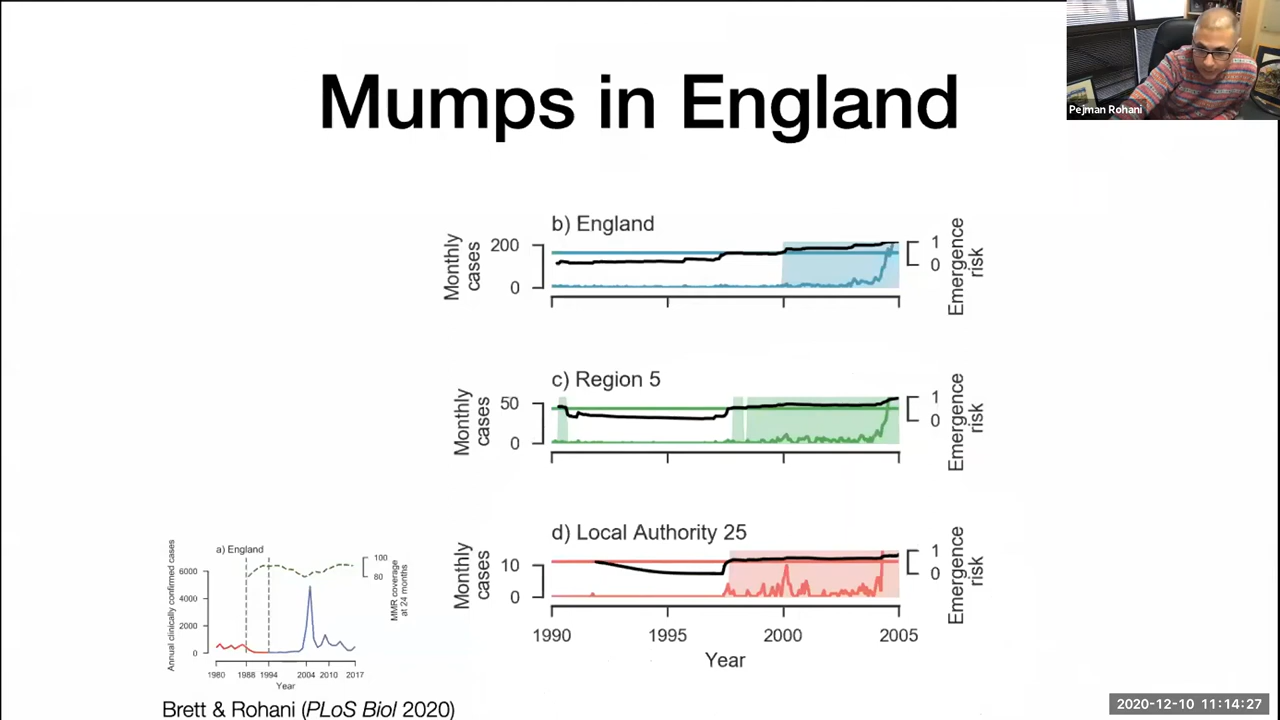 Mumps in England
Pejman Rohani
b) England
Monthly cases
200
0
1
0
Emergence risk
c) Region 5
Monthly cases
50
0
1
0
Emergence risk
d) Local Authority 25
Monthly cases
10
0
1
0
Emergence risk
1990 1995 2000 2005
Year
a) England
Annual clinically confirmed cases
6000
4000
2000
0
100
80
MMR coverage
at 24 months
1980 1988 1994 2004 2010 2017
Year
Brett & Rohani (PLoS Biol 2020)
2020-12-10 11:14:27